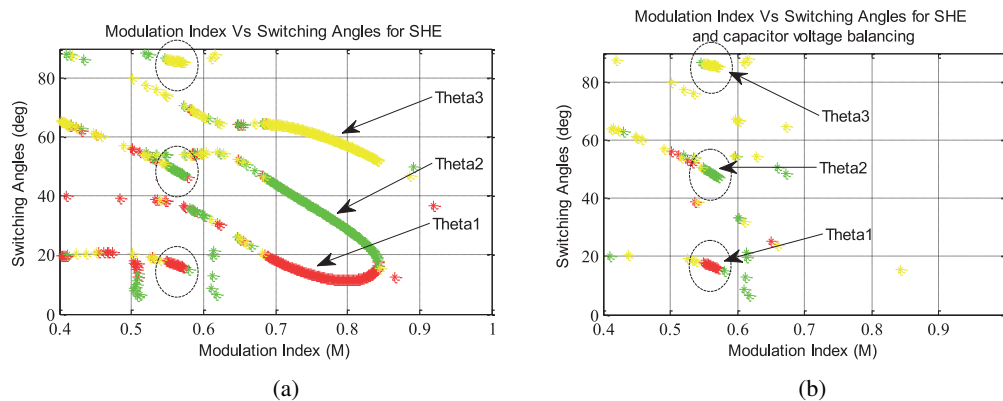 Modulation Index Vs Switching Angles for SHE
Switching Angles (deg)
80
60
40
20
0
0.4
0.5
0.6
0.7
0.8
0.9
1
Theta3
Theta2
Theta1
Modulation Index (M)
(a)
Modulation Index Vs Switching Angles for SHE
and capacitor voltage balancing
Switching Angles (deg)
80
60
40
20
0
0.4
0.5
0.6
0.7
0.8
0.9
Theta3
Theta2
Theta1
Modulation Index (M)
(b)